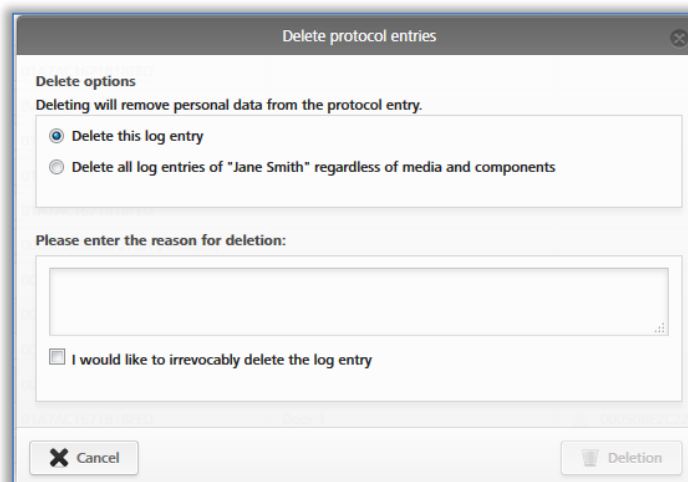 Delete protocol entries
Delete options
Deleting will remove personal data from the protocol entry.
Delete this log entry
Delete all log entries of "Jane Smith" regardless of media and components
Please enter the reason for deletion:
I would like to irrevocably delete the log entry
Cancel
Deletion